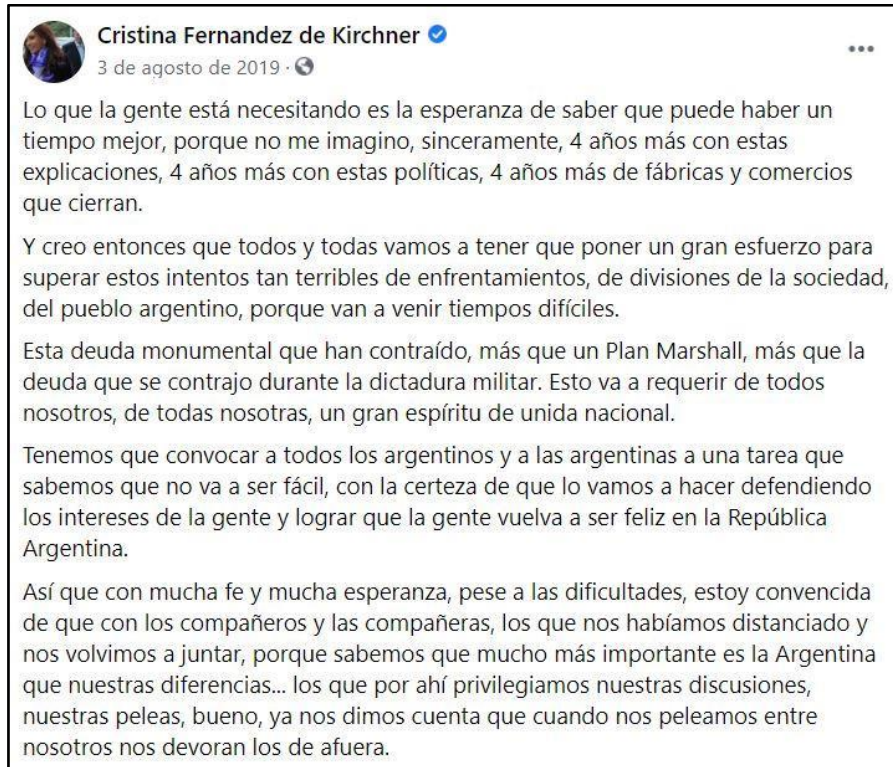 Cristina Fernandez de Kirchner
3 de agosto de 2019 ·
Lo que la gente está necesitando es la esperanza de saber que puede haber un
tiempo mejor, porque no me imagino, sinceramente, 4 años más con estas
explicaciones, 4 años más con estas políticas, 4 años más de fábricas y comercios
que cierran.
Y creo entonces que todos y todas vamos a tener que poner un gran esfuerzo para
superar estos intentos tan terribles de enfrentamientos, de divisiones de la sociedad,
del pueblo argentino, porque van a venir tiempos difíciles.
Esta deuda monumental que han contraído, más que un Plan Marshall, más que la
deuda que se contrajo durante la dictadura militar. Esto va a requerir de todos
nosotros, de todas nosotras, un gran espíritu de unida nacional.
Tenemos que convocar a todos los argentinos y a las argentinas a una tarea que
sabemos que no va a ser fácil, con la certeza de que lo vamos a hacer defendiendo
los intereses de la gente y lograr que la gente vuelva a ser feliz en la República
Argentina.
Así que con mucha fe y mucha esperanza, pese a las dificultades, estoy convencida
de que con los compañeros y las compañeras, los que nos habíamos distanciado y
nos volvimos a juntar, porque sabemos que mucho más importante es la Argentina
que nuestras diferencias... los que por ahí privilegiamos nuestras discusiones,
nuestras peleas, bueno, ya nos dimos cuenta que cuando nos peleamos entre
nosotros nos devoran los de afuera.